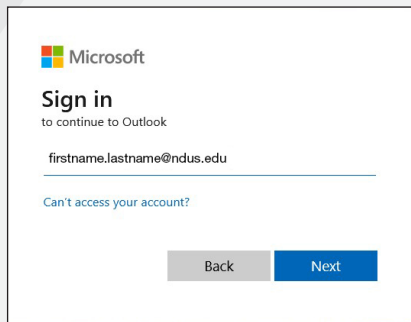 Microsoft
Sign in
to continue to Outlook
firstname.lastname@ndus.edu
Can't access your account?
Back Next